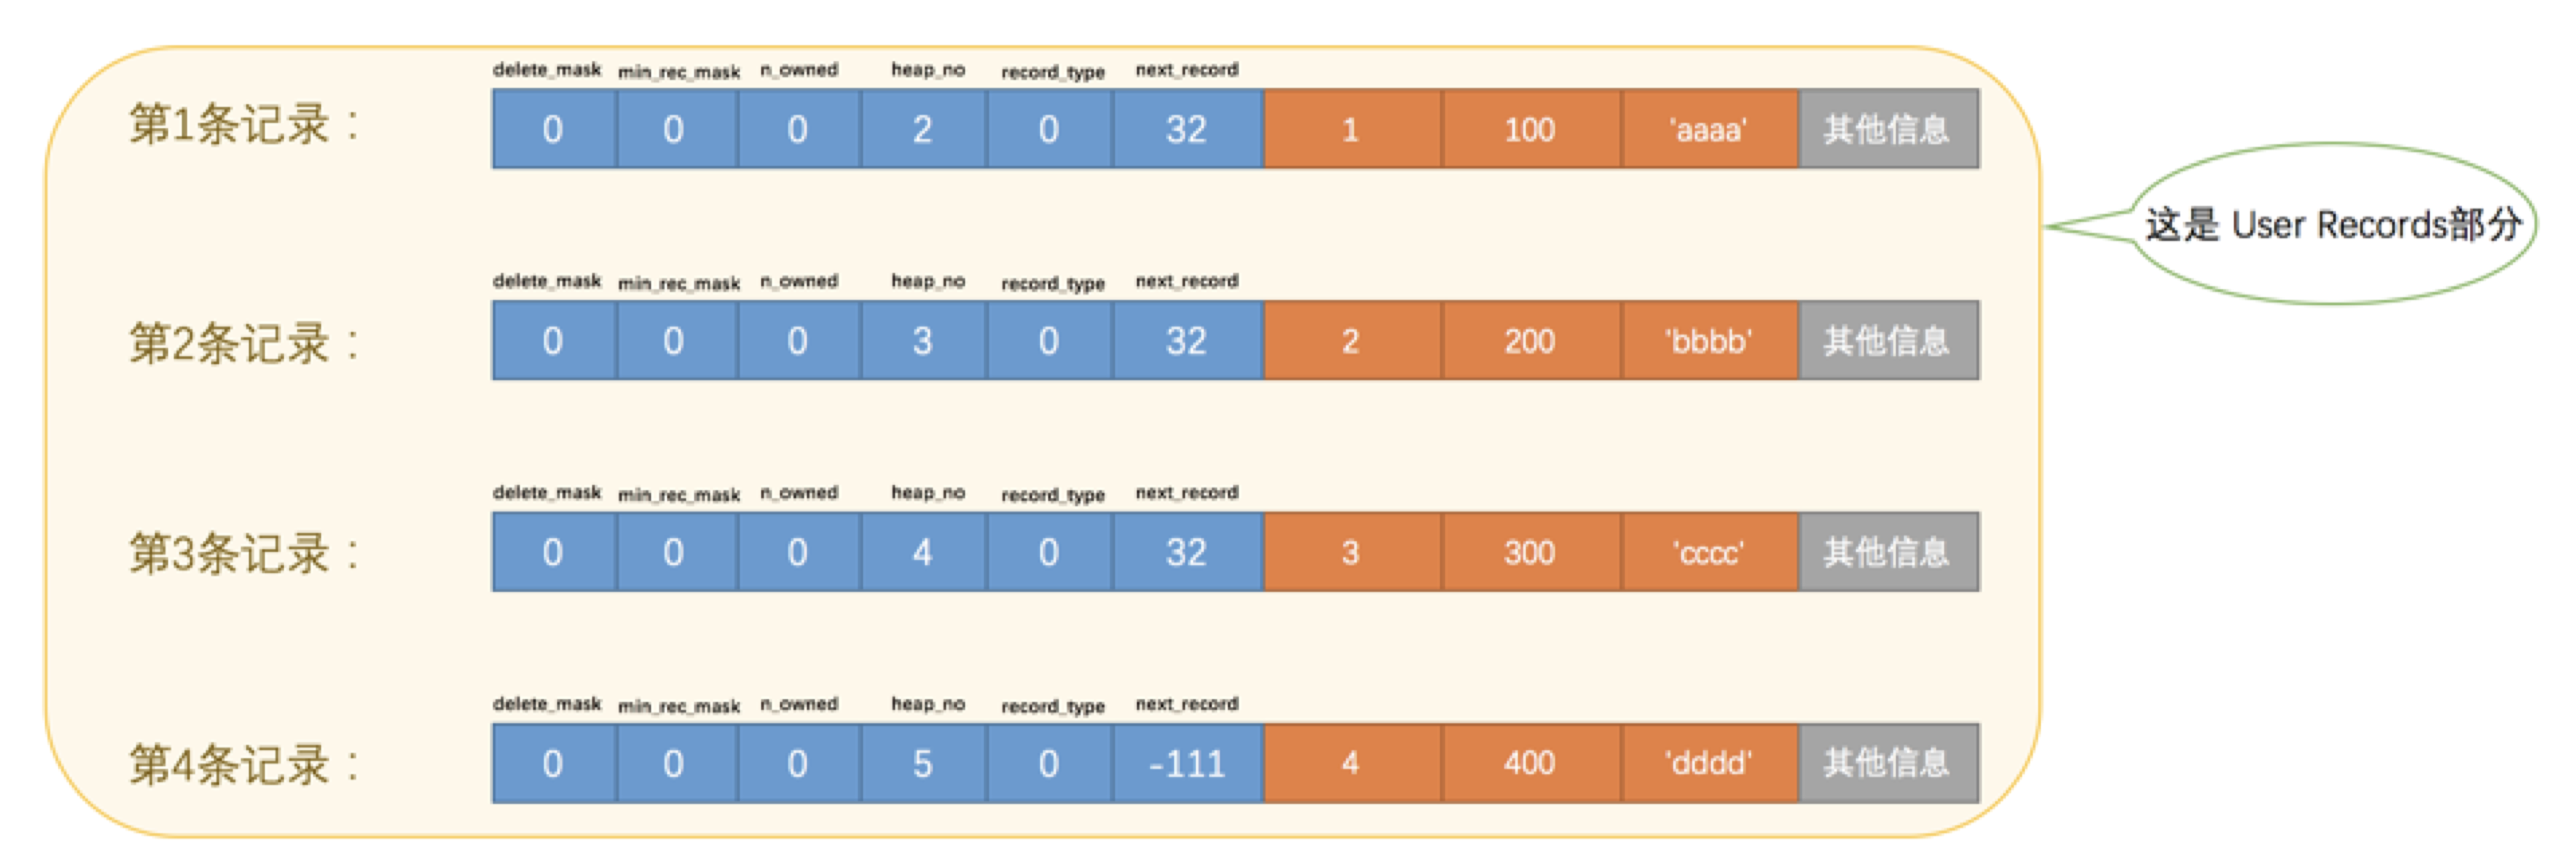 delete_mask min_rec_mask n_owned heap_no record_type next_record
第1条记录： 0 0 0 2 0 32 1 100 'aaaa' 其他信息
这是 User Records部分
delete_mask min_rec_mask n_owned heap_no record_type next_record
第2条记录： 0 0 0 3 0 32 2 200 'bbbb' 其他信息
delete_mask min_rec_mask n_owned heap_no record_type next_record
第3条记录： 0 0 0 4 0 32 3 300 'cccc' 其他信息
delete_mask min_rec_mask n_owned heap_no record_type next_record
第4条记录： 0 0 0 5 0 -111 4 400 'dddd' 其他信息